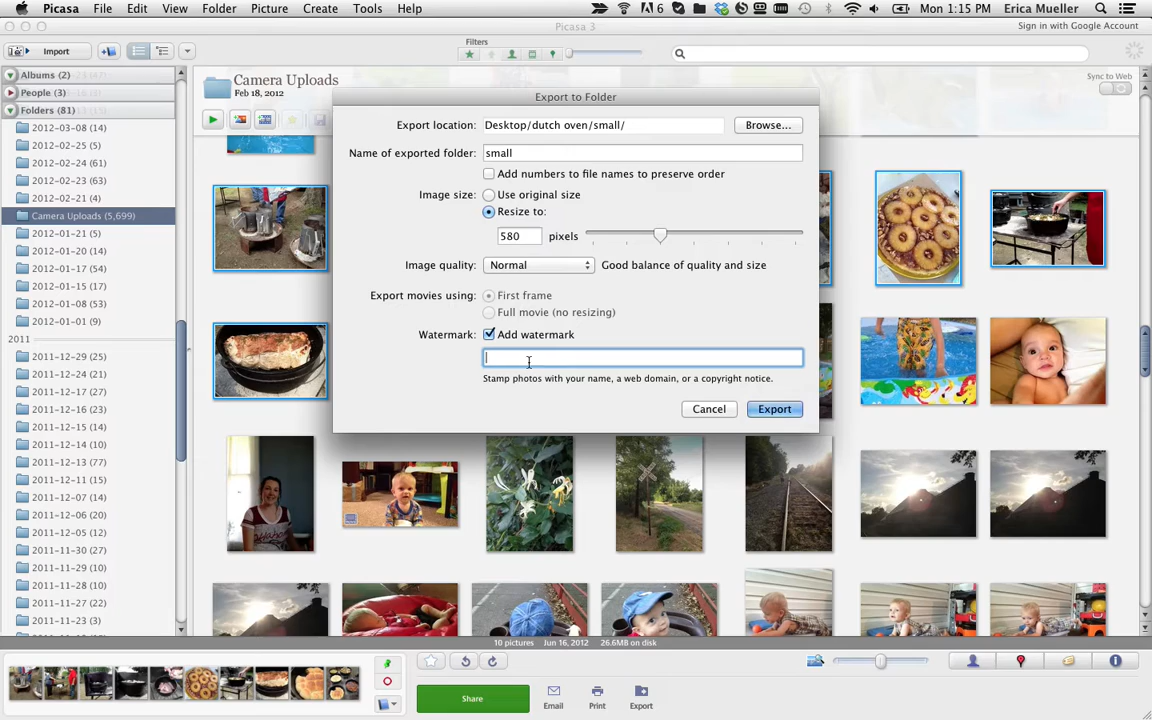 Picasa File Edit View Folder Picture Create Tools Help 6 Mon 1:15 PM Erica Mueller
Picasa 3
Sign in with Google Account
Import
Filters
Albums (2)
People (3)
Folders (81)
2012-03-08 (14)
2012-02-25 (5)
2012-02-24 (61)
2012-02-23 (63)
2012-02-21 (4)
Camera Uploads (5,699)
2012-01-21 (5)
2012-01-20 (14)
2012-01-17 (54)
2012-01-15 (17)
2012-01-08 (53)
2012-01-01 (9)
2011
2011-12-29 (25)
2011-12-17 (27)
2011-12-15 (14)
2011-12-14 (10)
2011-12-13 (77)
2011-12-11 (15)
2011-12-07 (14)
2011-12-06 (20)
2011-12-05 (12)
2011-11-30 (27)
2011-11-29 (10)
2011-11-28 (10)
2011-11-27 (22)
2011-11-23 (3)
Camera Uploads
Feb 18, 2012
Sync to Web
Export to Folder
Export location: Desktop/dutch oven/small/ Browse...
Name of exported folder: small
Add numbers to file names to preserve order
Image size: Use original size
Resize to:
580 pixels
Image quality: Normal Good balance of quality and size
Export movies using: First frame
Full movie (no resizing)
Watermark: Add watermark
Stamp photos with your name, a web domain, or a copyright notice.
Cancel Export
10 pictures Jun 16, 2012 26.6MB on disk
Share
Email
Print
Export